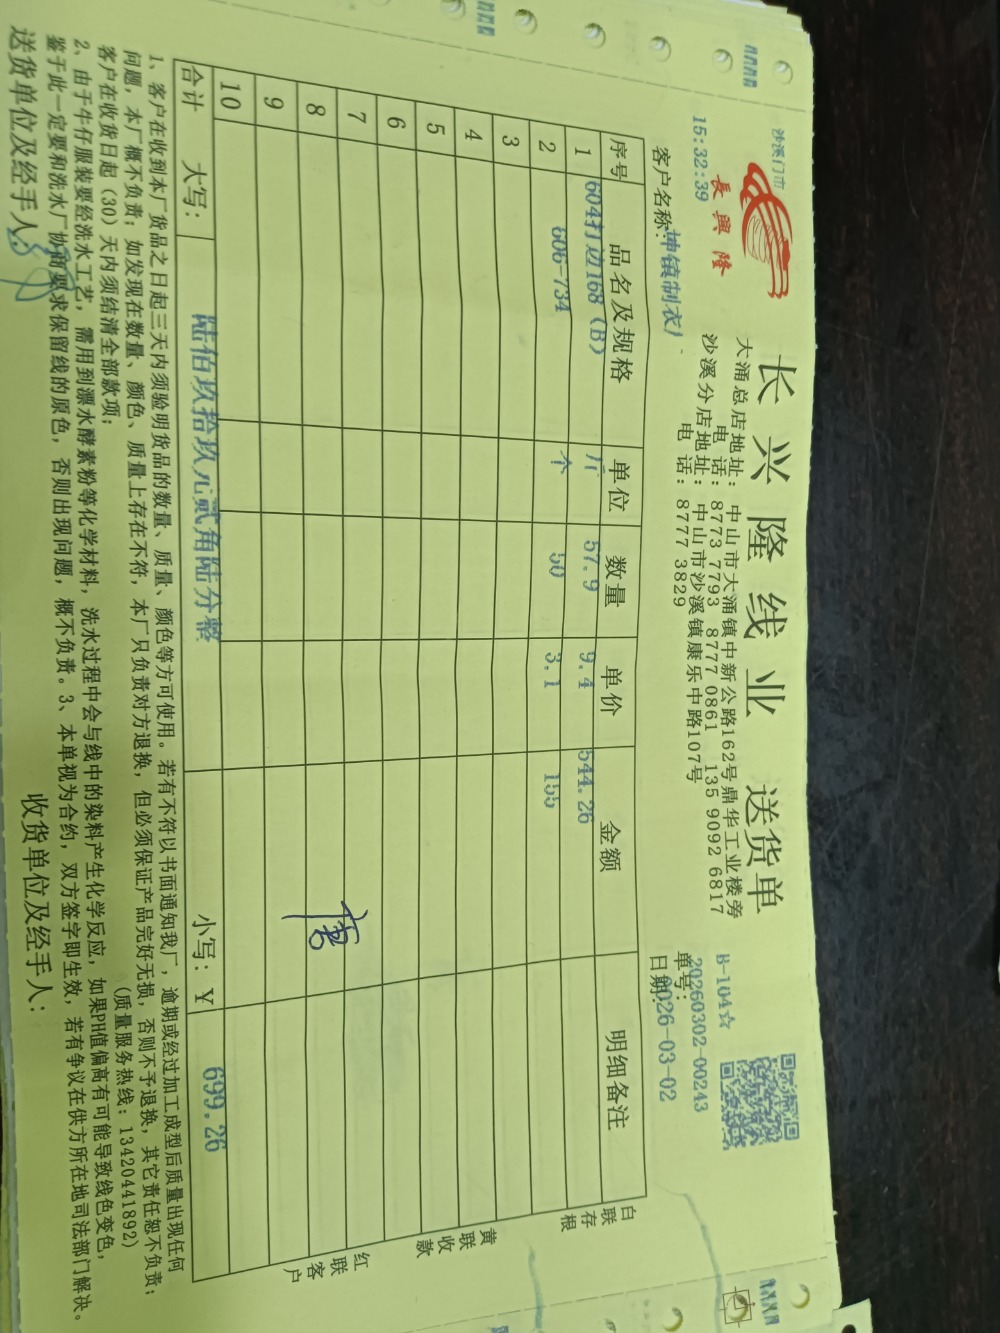 沙溪门市
長興隆
15:32:39
长兴隆线业 送货单
大涌总店地址：中山市大涌镇中新公路162号鼎华工业楼旁
电 话：8773 7793 8777 0861 135 9092 6817
沙溪分店地址：中山市沙溪镇康乐中路107号
电 话：8777 3829
B-104☆
单号：20260302-00243
客户名称：坤镇制衣厂
日期：2026-03-02
序号 品名及规格 单位 数量 单价 金额 明细备注
1 604打边168（B） 斤 57.9 9.4 544.26
2 606-734 个 50 3.1 155
3
4
5
6
7
8
9
10
合计 大写： 陆佰玖拾玖元贰角陆分整 小写：￥ 699.26
白联存根
黄联收款
红联客户
1、客户在收到本厂货品之日起三天内须验明货品的数量、质量、颜色等方可使用。若有不符以书面通知我厂，逾期或经过加工成型后质量出现任何
问题，本厂概不负责；如发现在数量、颜色、质量上存在不符，本厂只负责对方退换，但必须保证产品完好无损，否则不予退换，其它责任恕不负责；
客户在收货日起（30）天内须结清全部款项； （质量服务热线：13420441892）
2、由于牛仔服装要经洗水工艺，需用到漂水酵素粉等化学材料，洗水过程中会与线中的染料产生化学反应，如果PH值偏高有可能导致线色变色，
鉴于此一定要和洗水厂协商要求保留线的原色，否则出现问题，概不负责。3、本单视为合约，双方签字即生效，若有争议在供方所在地司法部门解决。
送货单位及经手人： 收货单位及经手人：